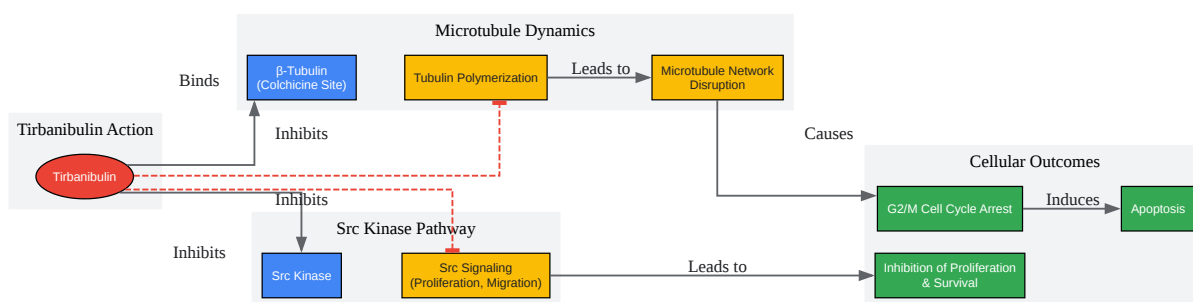 Microtubule Dynamics
β-Tubulin
(Colchicine Site)
Tubulin Polymerization
Leads to
Microtubule Network
Disruption
Binds
Tirbanibulin Action
Inhibits
Causes
Tirbanibulin
Cellular Outcomes
Inhibits
G2/M Cell Cycle Arrest
Induces
Apoptosis
Src Kinase Pathway
Inhibits
Src Kinase
Src Signaling
(Proliferation, Migration)
Leads to
Inhibition of Proliferation
& Survival